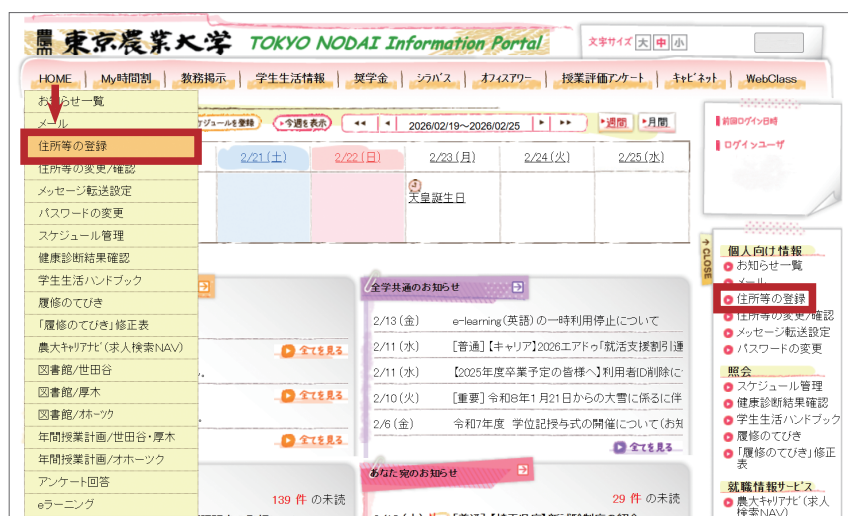 東京農業大学 TOKYO NODAI Information Portal
文字サイズ 大 中 小
HOME My時間割 教務掲示 学生生活情報 奨学金 シラバス オフィスアワー 授業評価アンケート キャビネット WebClass
お知らせ一覧
メール
住所等の登録
住所等の変更/確認
メッセージ転送設定
パスワードの変更
スケジュール管理
健康診断結果確認
学生生活ハンドブック
履修のてびき
「履修のてびき」修正表
農大キャリアナビ(求人検索NAV)
図書館/世田谷
図書館/厚木
図書館/オホーツク
年間授業計画/世田谷・厚木
年間授業計画/オホーツク
アンケート回答
eラーニング
ケジュールを登録 今週を表示 2026/02/19～2026/02/25 週間 月間
2/21(土) 2/22(日) 2/23(月) 2/24(火) 2/25(水)
天皇誕生日
全てを見る
全てを見る
全てを見る
139 件 の未読
全学共通のお知らせ
2/13(金) e-learning(英語)の一時利用停止について
2/11(水) [普通]【キャリア】2026エアドゥ「就活支援割引運
2/11(水) 【2025年度卒業予定の皆様へ】利用者ID削除に
2/10(火) [重要]令和8年1月21日からの大雪に係るに伴
2/6(金) 令和7年度 学位記授与式の開催について(お知
全てを見る
あなた宛のお知らせ
29 件 の未読
前回ログイン日時
ログインユーザ
CLOSE
個人向け情報
お知らせ一覧
メール
住所等の登録
住所等の変更/確認
メッセージ転送設定
パスワードの変更
照会
スケジュール管理
健康診断結果確認
学生生活ハンドブック
履修のてびき
「履修のてびき」修正
表
就職情報サービス
農大キャリアナビ(求人
検索NAV)